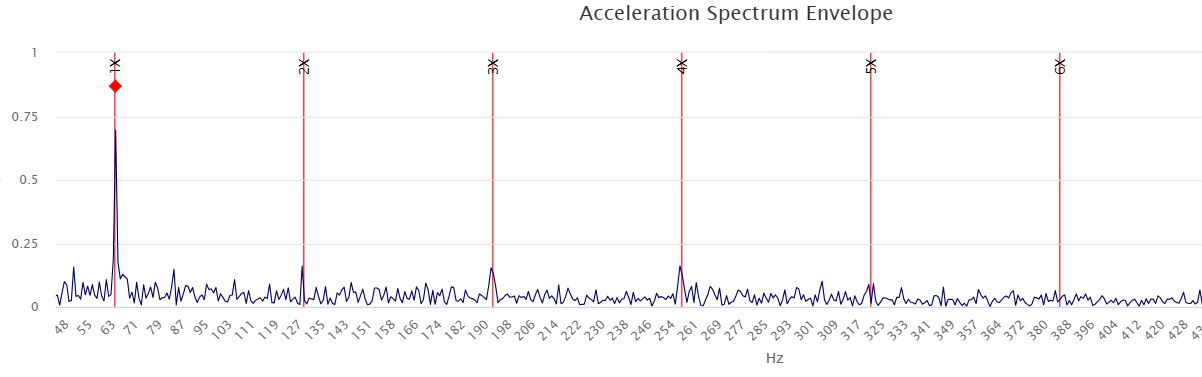 Acceleration Spectrum Envelope
1
0.75
0.5
0.25
0
1X
2X
3X
4X
5X
6X
48 55 63 71 79 87 95 103 111 119 127 135 143 151 158 166 174 182 190 198 206 214 222 230 238 246 254 261 269 277 285 293 301 309 317 325 333 341 349 357 364 372 380 388 396 404 412 420 428
Hz